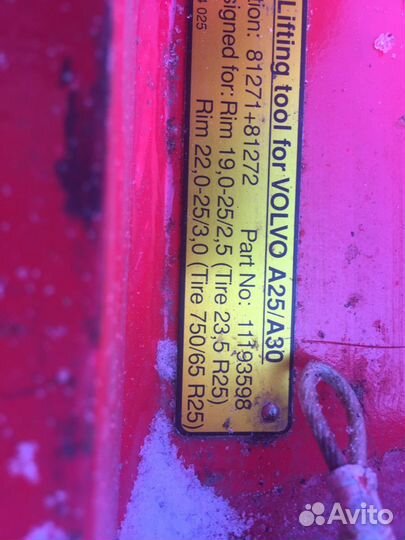 Lifting tool for VOLVO A25/A30
81271+81272 Part No: 11193598
signed for: Rim 19,0-25/2,5 (Tire 23,5 R25)
Rim 22,0-25/3,0 (Tire 750/65 R25)
025
Avito